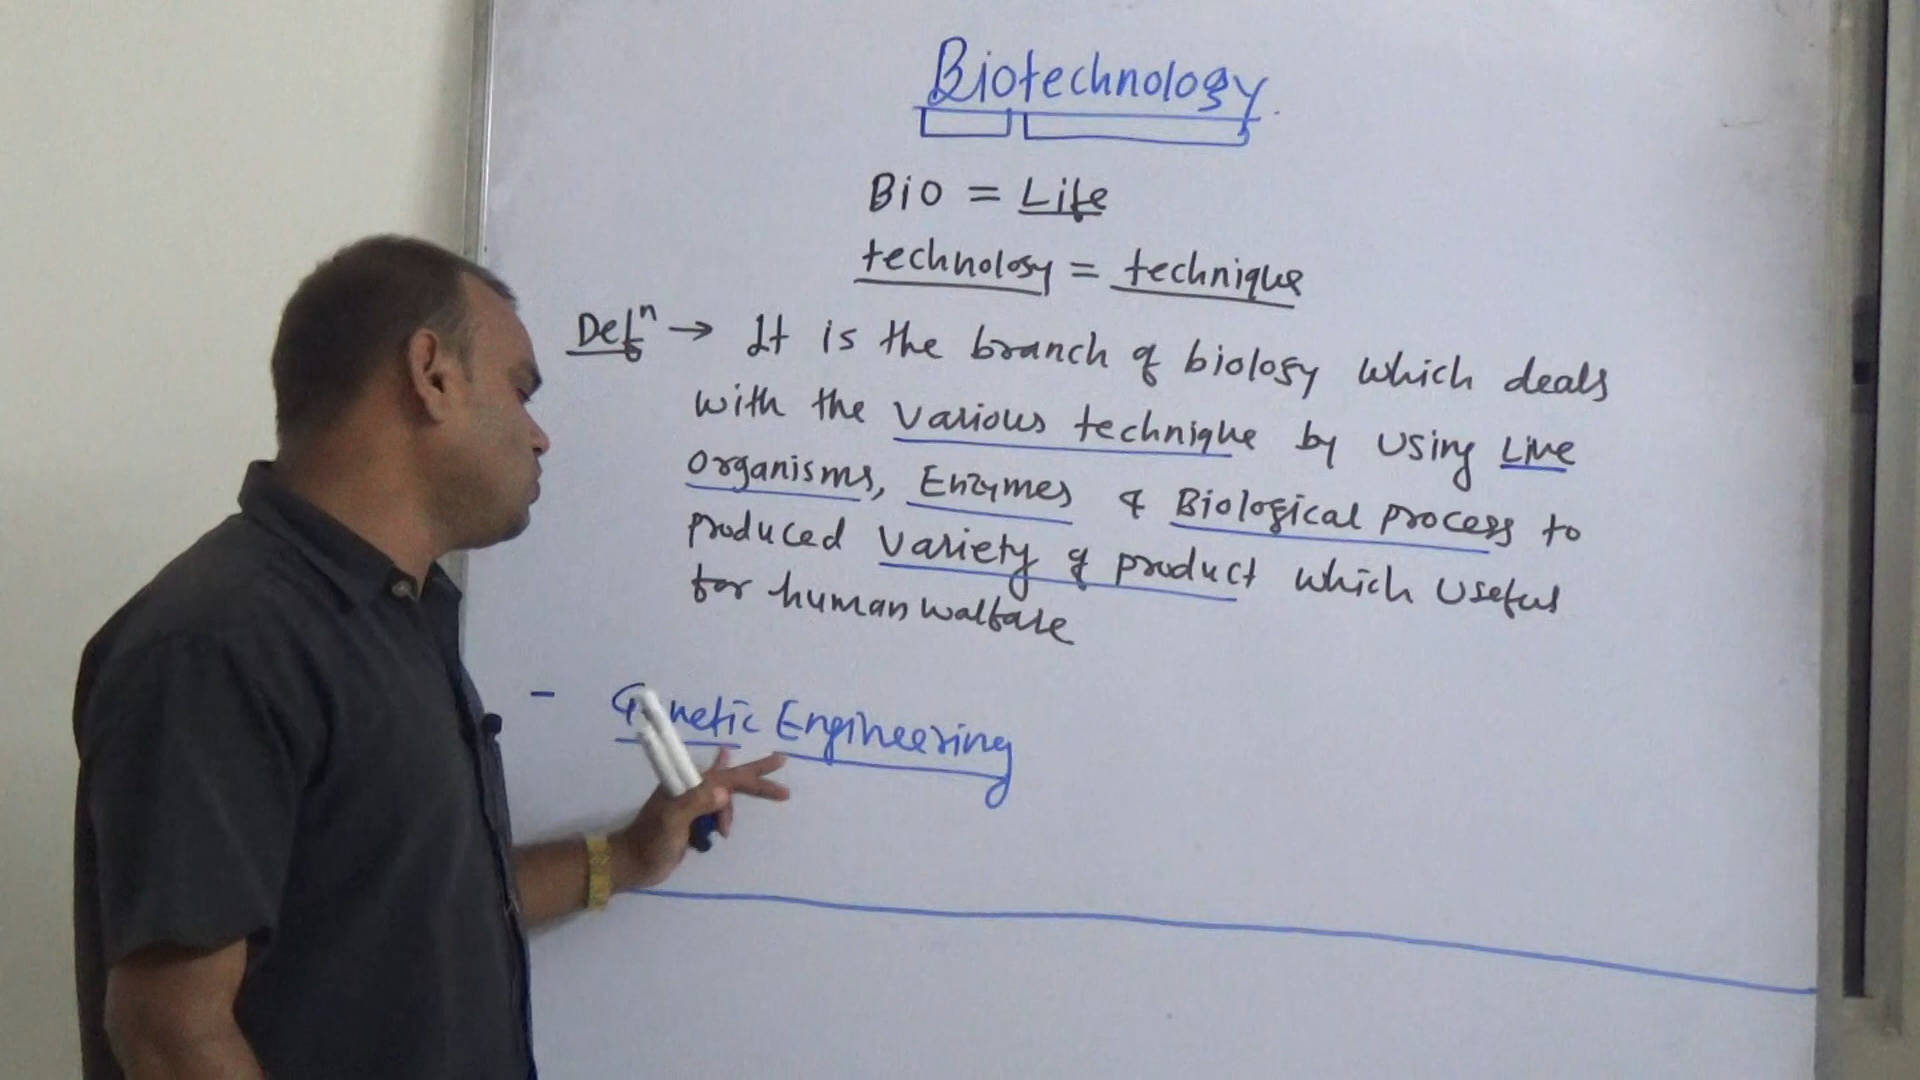 Biotechnology
Bio = Life
technology = technique
Defⁿ → It is the branch of biology which deals
with the various technique by using Live
organisms, Enzymes & Biological process to
produced variety of product which useful
for human walfare
- Genetic Engineering